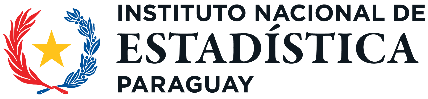 INSTITUTO NACIONAL DE
ESTADÍSTICA
PARAGUAY